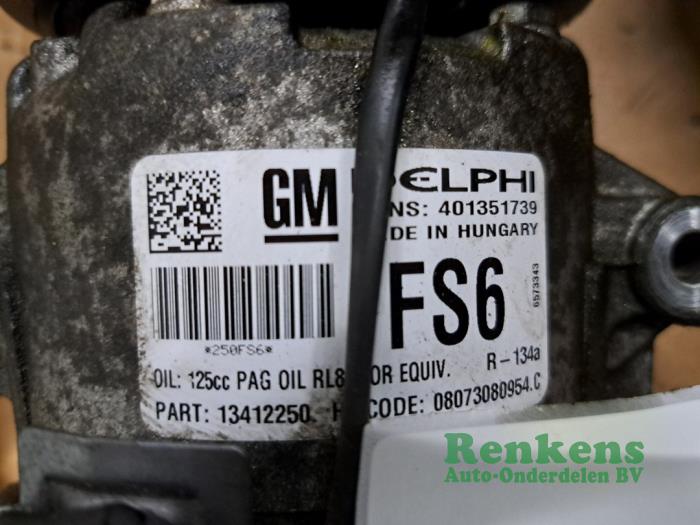 GM DELPHI
NS: 401351739
DE IN HUNGARY
FS6
6573343
*250FS6*
OIL: 125cc PAG OIL RL8 OR EQUIV. R-134a
PART: 13412250. H CODE: 08073080954.C
Renkens
Auto-Onderdelen BV